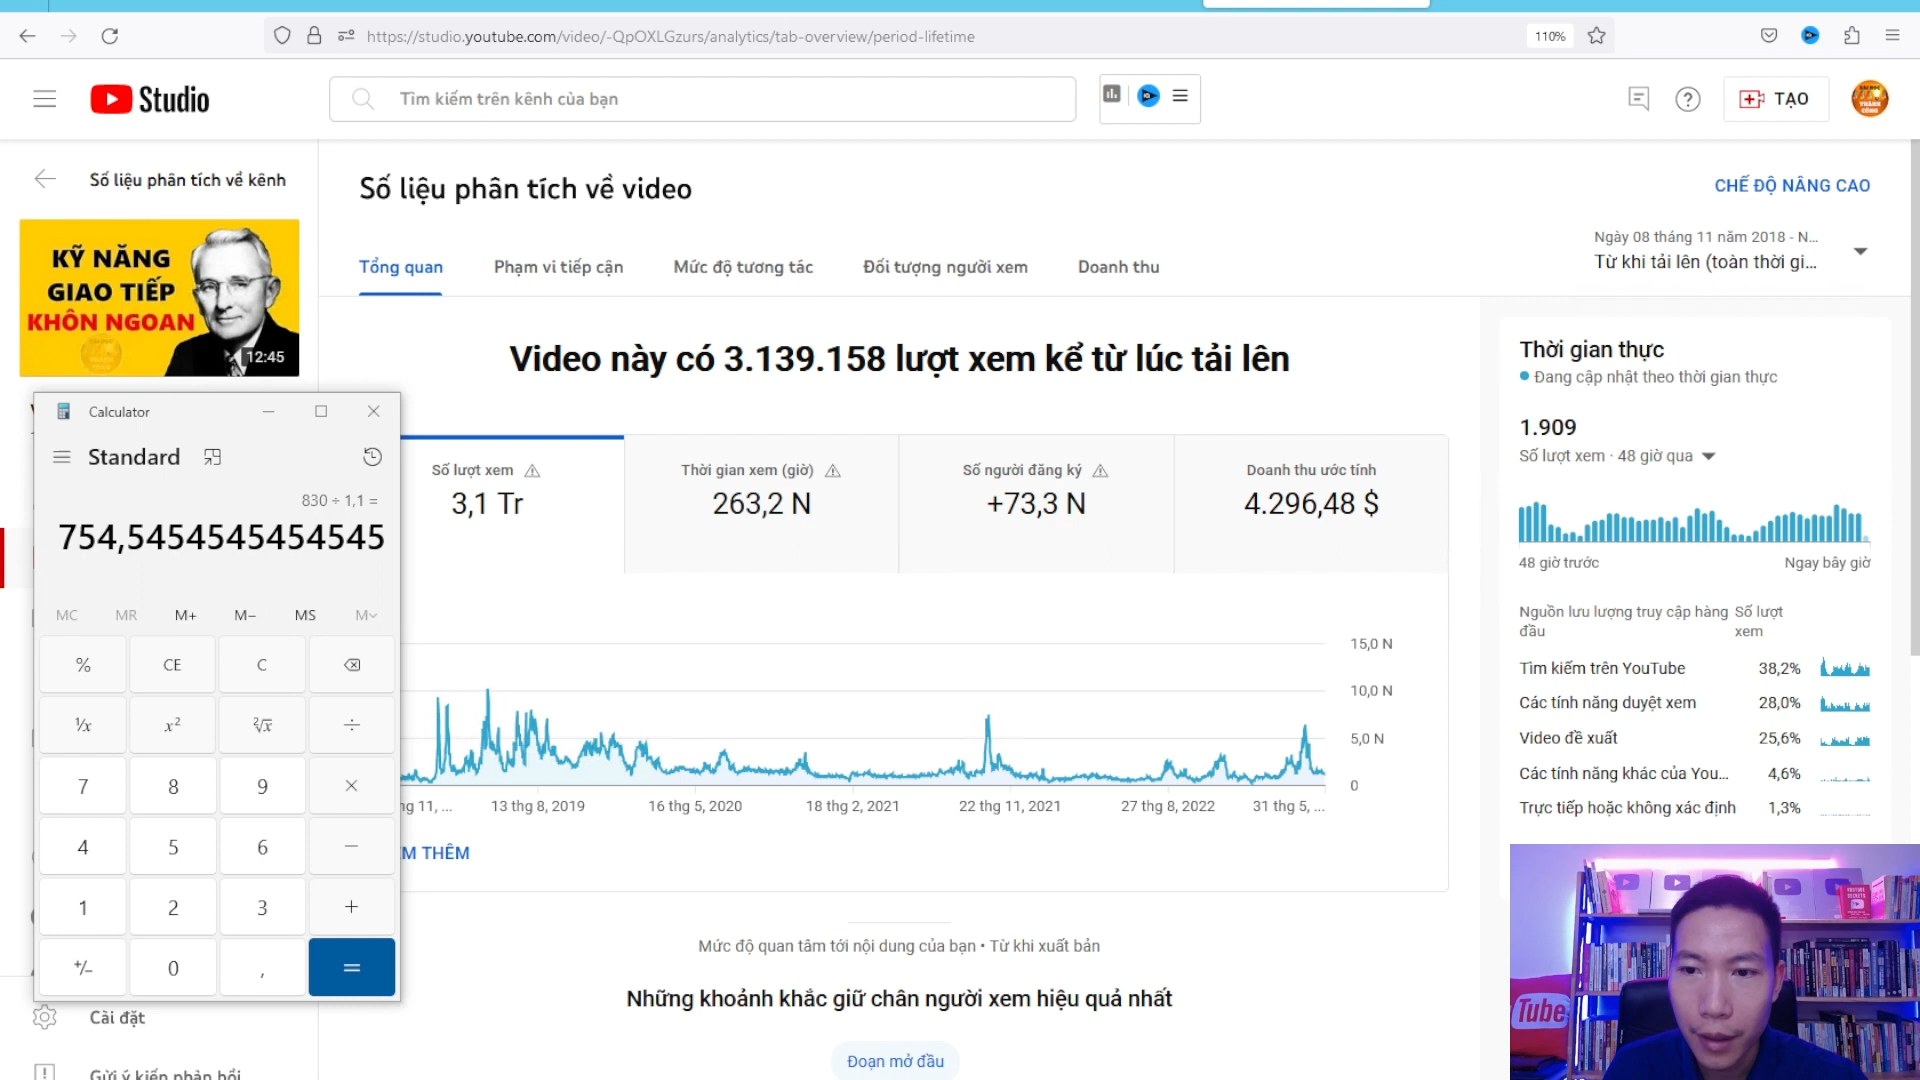 https://studio.youtube.com/video/-QpOXLGzurs/analytics/tab-overview/period-lifetime
110%
Studio
Tìm kiếm trên kênh của bạn
TẠO
Số liệu phân tích về kênh
KỸ NĂNG
GIAO TIẾP
KHÔN NGOAN
12:45
Số liệu phân tích về video
CHẾ ĐỘ NÂNG CAO
Ngày 08 tháng 11 năm 2018 - N...
Từ khi tải lên (toàn thời gi...
Tổng quan
Phạm vi tiếp cận
Mức độ tương tác
Đối tượng người xem
Doanh thu
Video này có 3.139.158 lượt xem kể từ lúc tải lên
Số lượt xem
3,1 Tr
Thời gian xem (giờ)
263,2 N
Số người đăng ký
+73,3 N
Doanh thu ước tính
4.296,48 $
15,0 N
10,0 N
5,0 N
0
ng 11, ...
13 thg 8, 2019
16 thg 5, 2020
18 thg 2, 2021
22 thg 11, 2021
27 thg 8, 2022
31 thg 5, ...
M THÊM
Mức độ quan tâm tới nội dung của bạn • Từ khi xuất bản
Những khoảnh khắc giữ chân người xem hiệu quả nhất
Đoạn mở đầu
Thời gian thực
Đang cập nhật theo thời gian thực
1.909
Số lượt xem · 48 giờ qua
48 giờ trước
Ngay bây giờ
Nguồn lưu lượng truy cập hàng đầu
Số lượt xem
Tìm kiếm trên YouTube 38,2%
Các tính năng duyệt xem 28,0%
Video đề xuất 25,6%
Các tính năng khác của You... 4,6%
Trực tiếp hoặc không xác định 1,3%
Calculator
Standard
830 ÷ 1,1 =
754,5454545454545
MC MR M+ M− MS M
% CE C
¹/x x² ²√x ÷
7 8 9 ×
4 5 6 −
1 2 3 +
+/− 0 , =
Cài đặt
Gửi ý kiến phản hồi
Tube